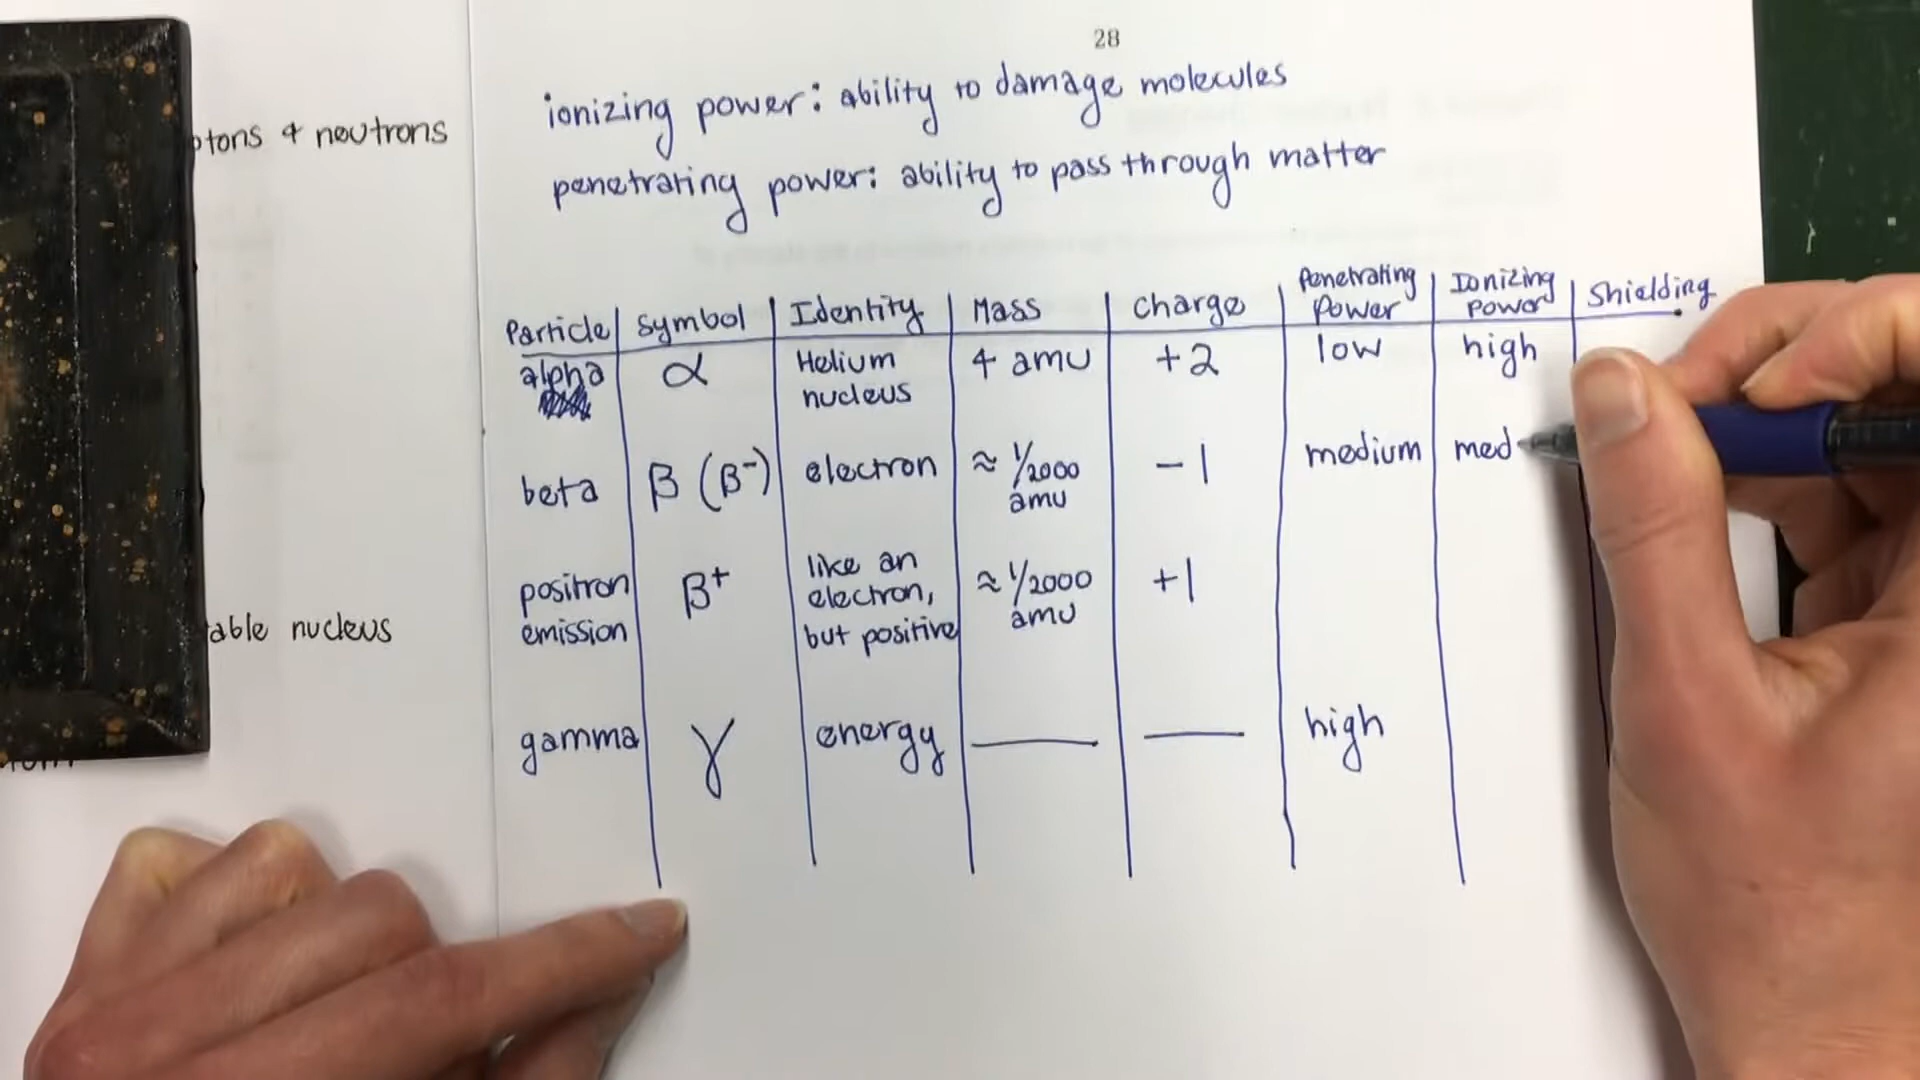 28
ionizing power: ability to damage molecules
penetrating power: ability to pass through matter
tons & neutrons
able nucleus
Particle symbol Identity Mass charge Penetrating Power Ionizing Power Shielding
alpha α Helium nucleus 4 amu +2 low high
beta β (β⁻) electron ≈ 1/2000 amu -1 medium med
positron emission β⁺ like an electron, but positive ≈ 1/2000 amu +1
gamma γ energy — — high